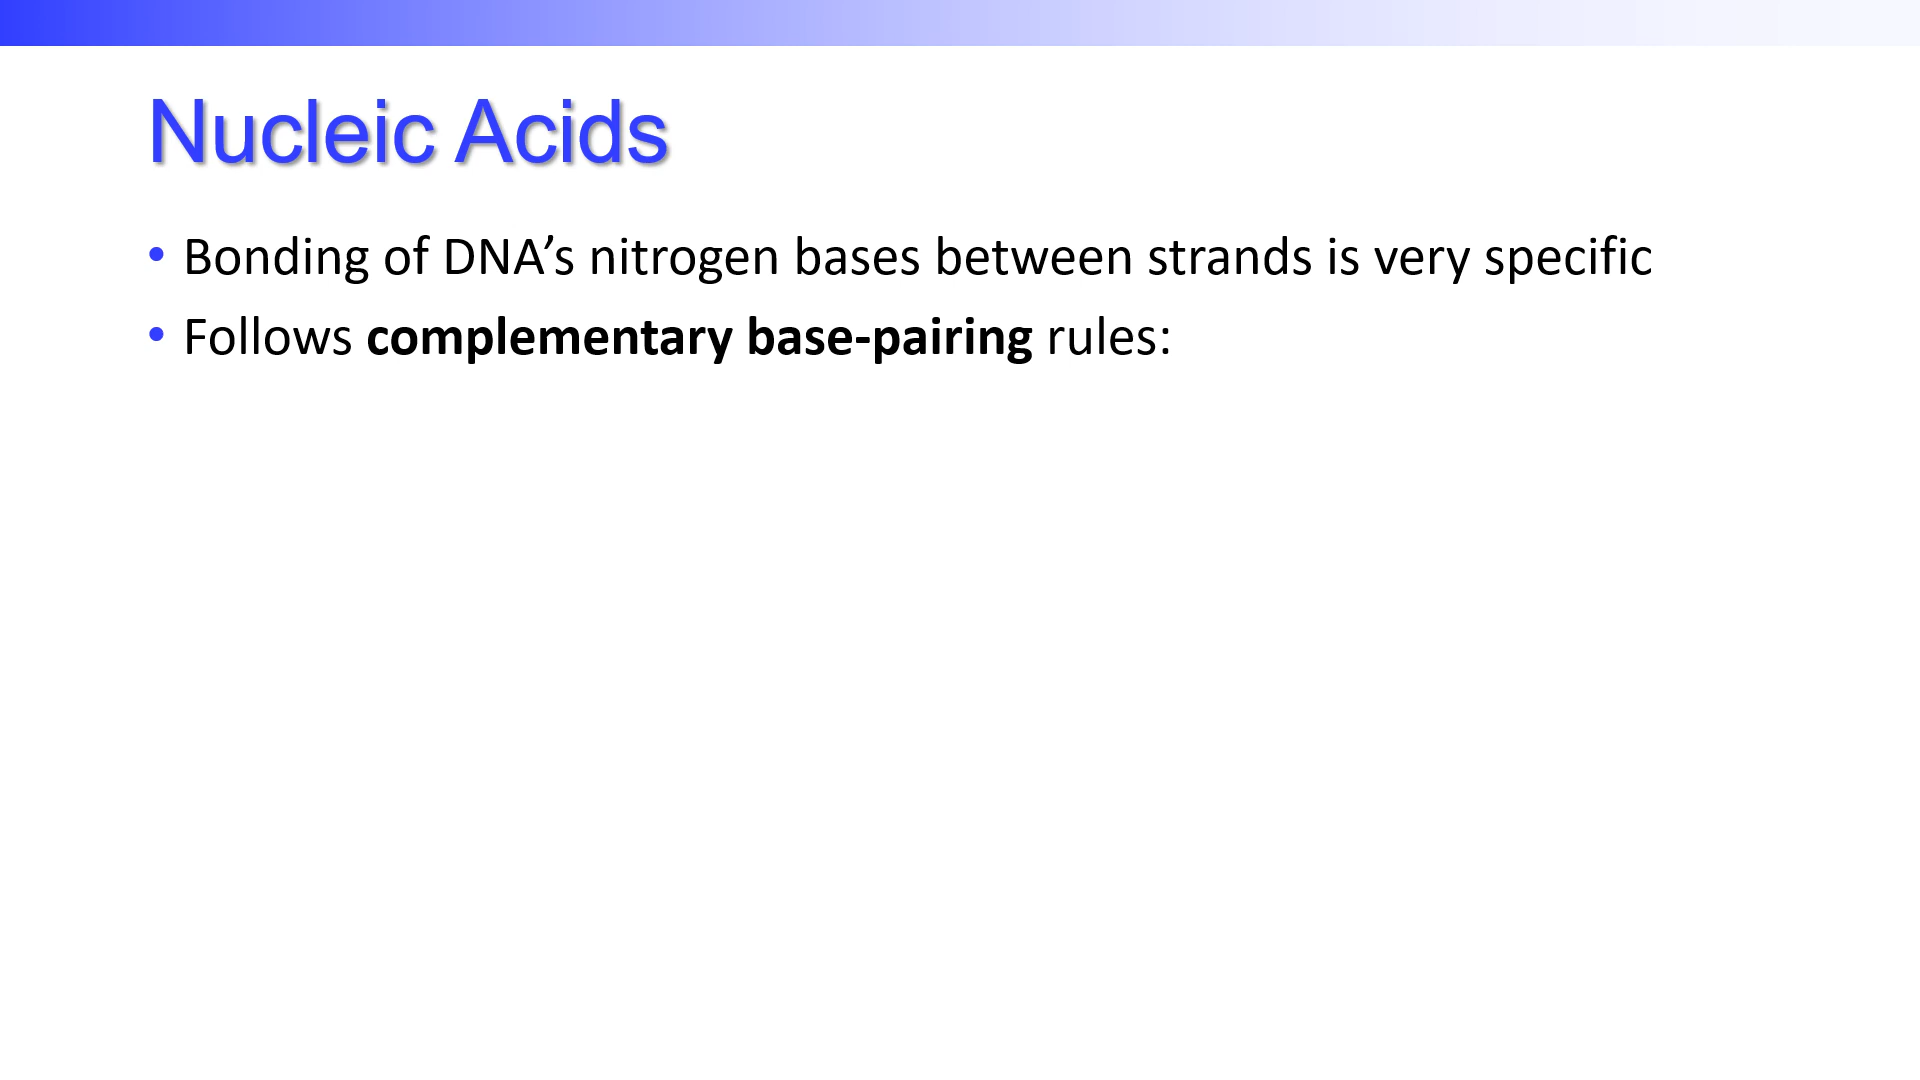 Nucleic Acids
• Bonding of DNA’s nitrogen bases between strands is very specific
• Follows complementary base-pairing rules: